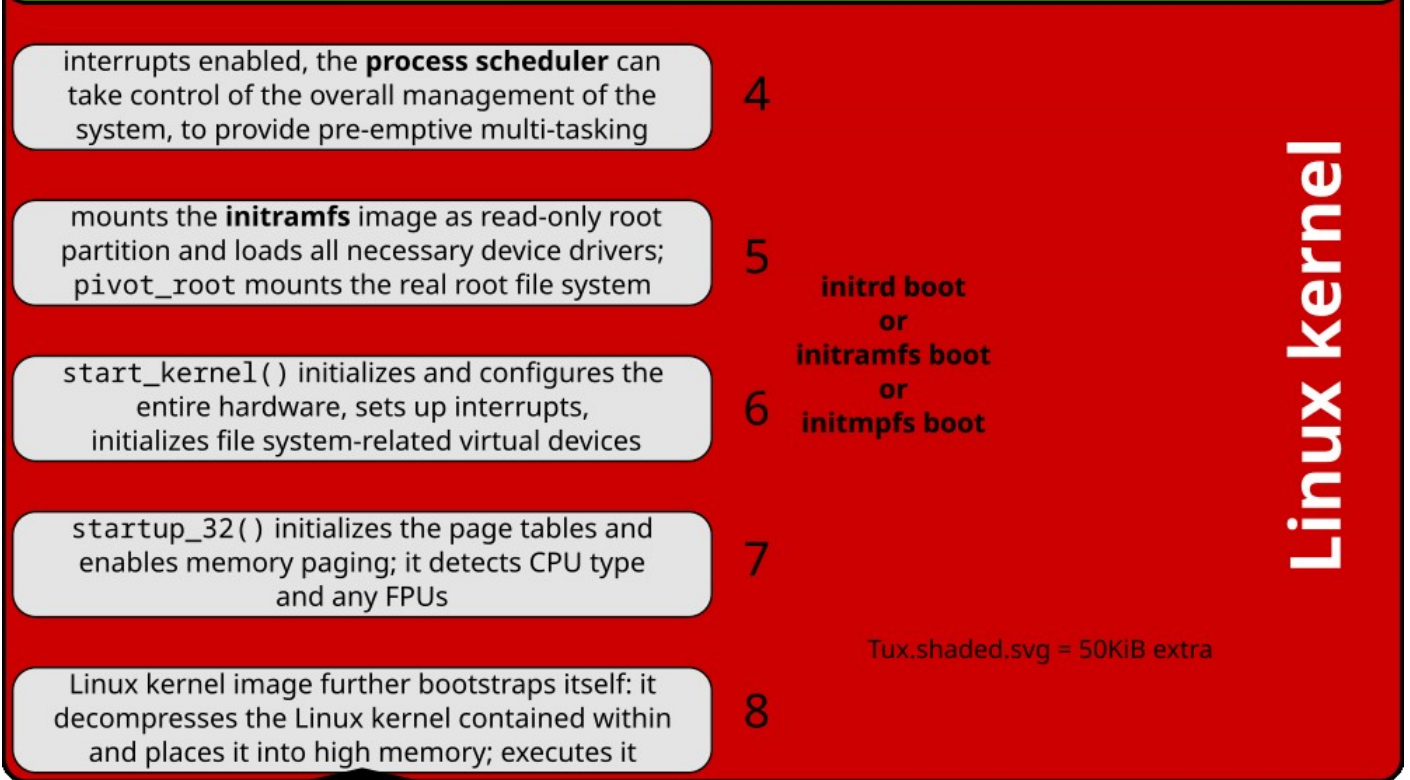 interrupts enabled, the process scheduler can
take control of the overall management of the
system, to provide pre-emptive multi-tasking
4
mounts the initramfs image as read-only root
partition and loads all necessary device drivers;
pivot_root mounts the real root file system
5
initrd boot
or
initramfs boot
or
initmpfs boot
start_kernel() initializes and configures the
entire hardware, sets up interrupts,
initializes file system-related virtual devices
6
startup_32() initializes the page tables and
enables memory paging; it detects CPU type
and any FPUs
7
Tux.shaded.svg = 50KiB extra
Linux kernel image further bootstraps itself: it
decompresses the Linux kernel contained within
and places it into high memory; executes it
8
Linux kernel